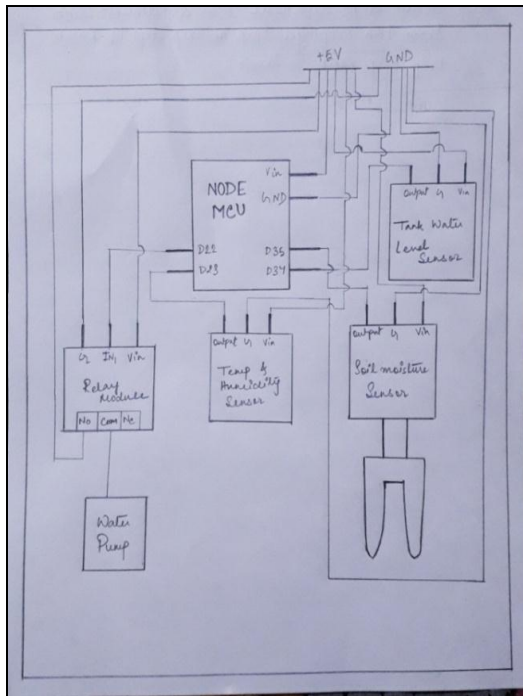 +5V
GND
NODE
MCU
Vin
GND
D22
D23
D35
D34
Output G Vin
Tank Water
Level
Sensor
G IN1 Vin
Relay
Module
No Com Nc
Water
Pump
Output G Vin
Temp &
Humidity
Sensor
Output G Vin
Soil moisture
Sensor